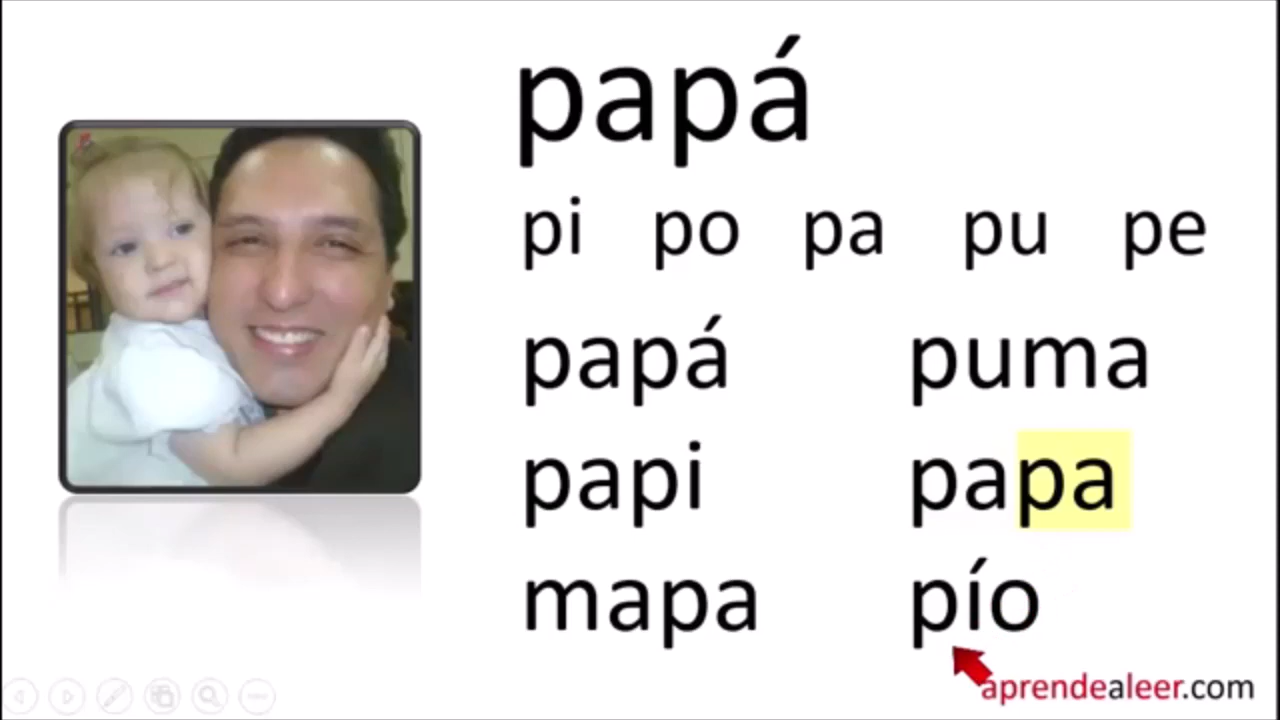 papá
pi po pa pu pe
papá puma
papi papa
mapa pío
aprendealeer.com